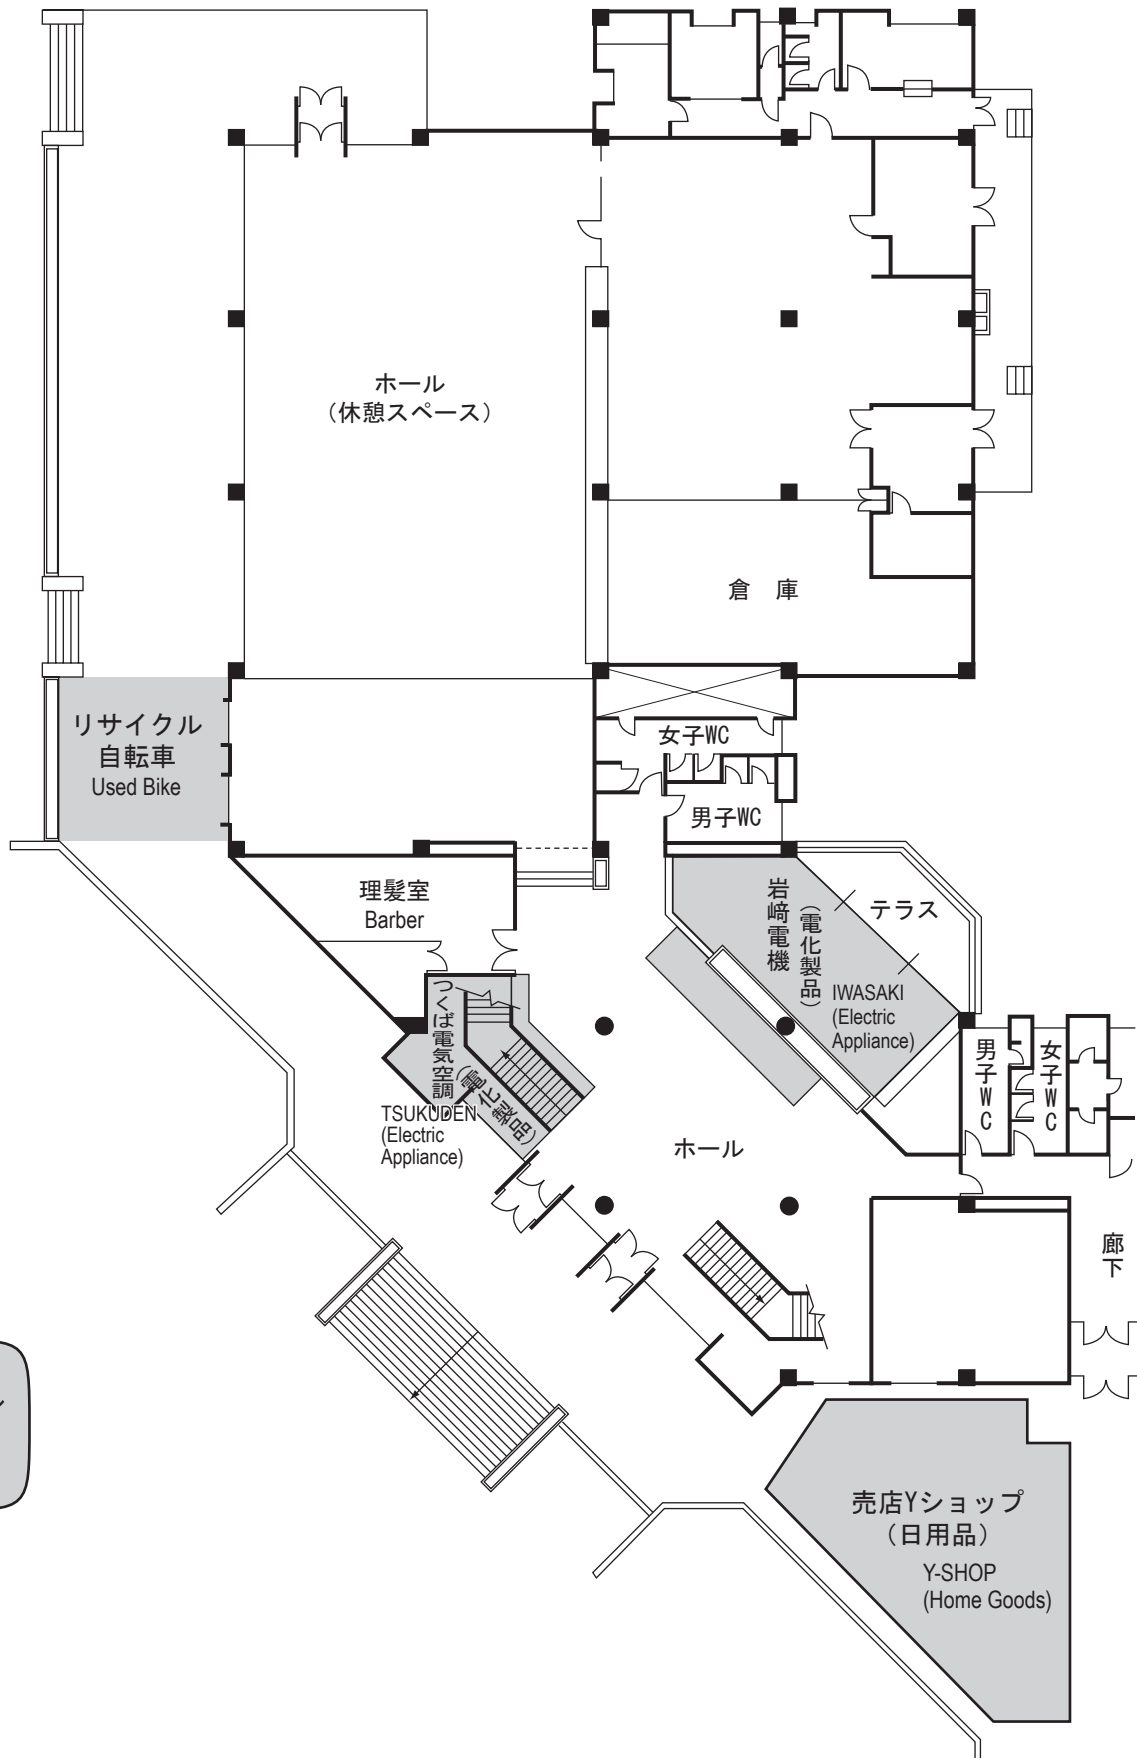 ホール
（休憩スペース）
倉　庫
リサイクル
自転車
Used Bike
女子WC
男子WC
理髪室
Barber
岩﨑電機
（電化製品）
IWASAKI
(Electric
Appliance)
テラス
つくば電気空調
（電化製品）
TSUKUDEN
(Electric
Appliance)
男子WC
女子WC
ホール
廊下
売店Yショップ
（日用品）
Y-SHOP
(Home Goods)